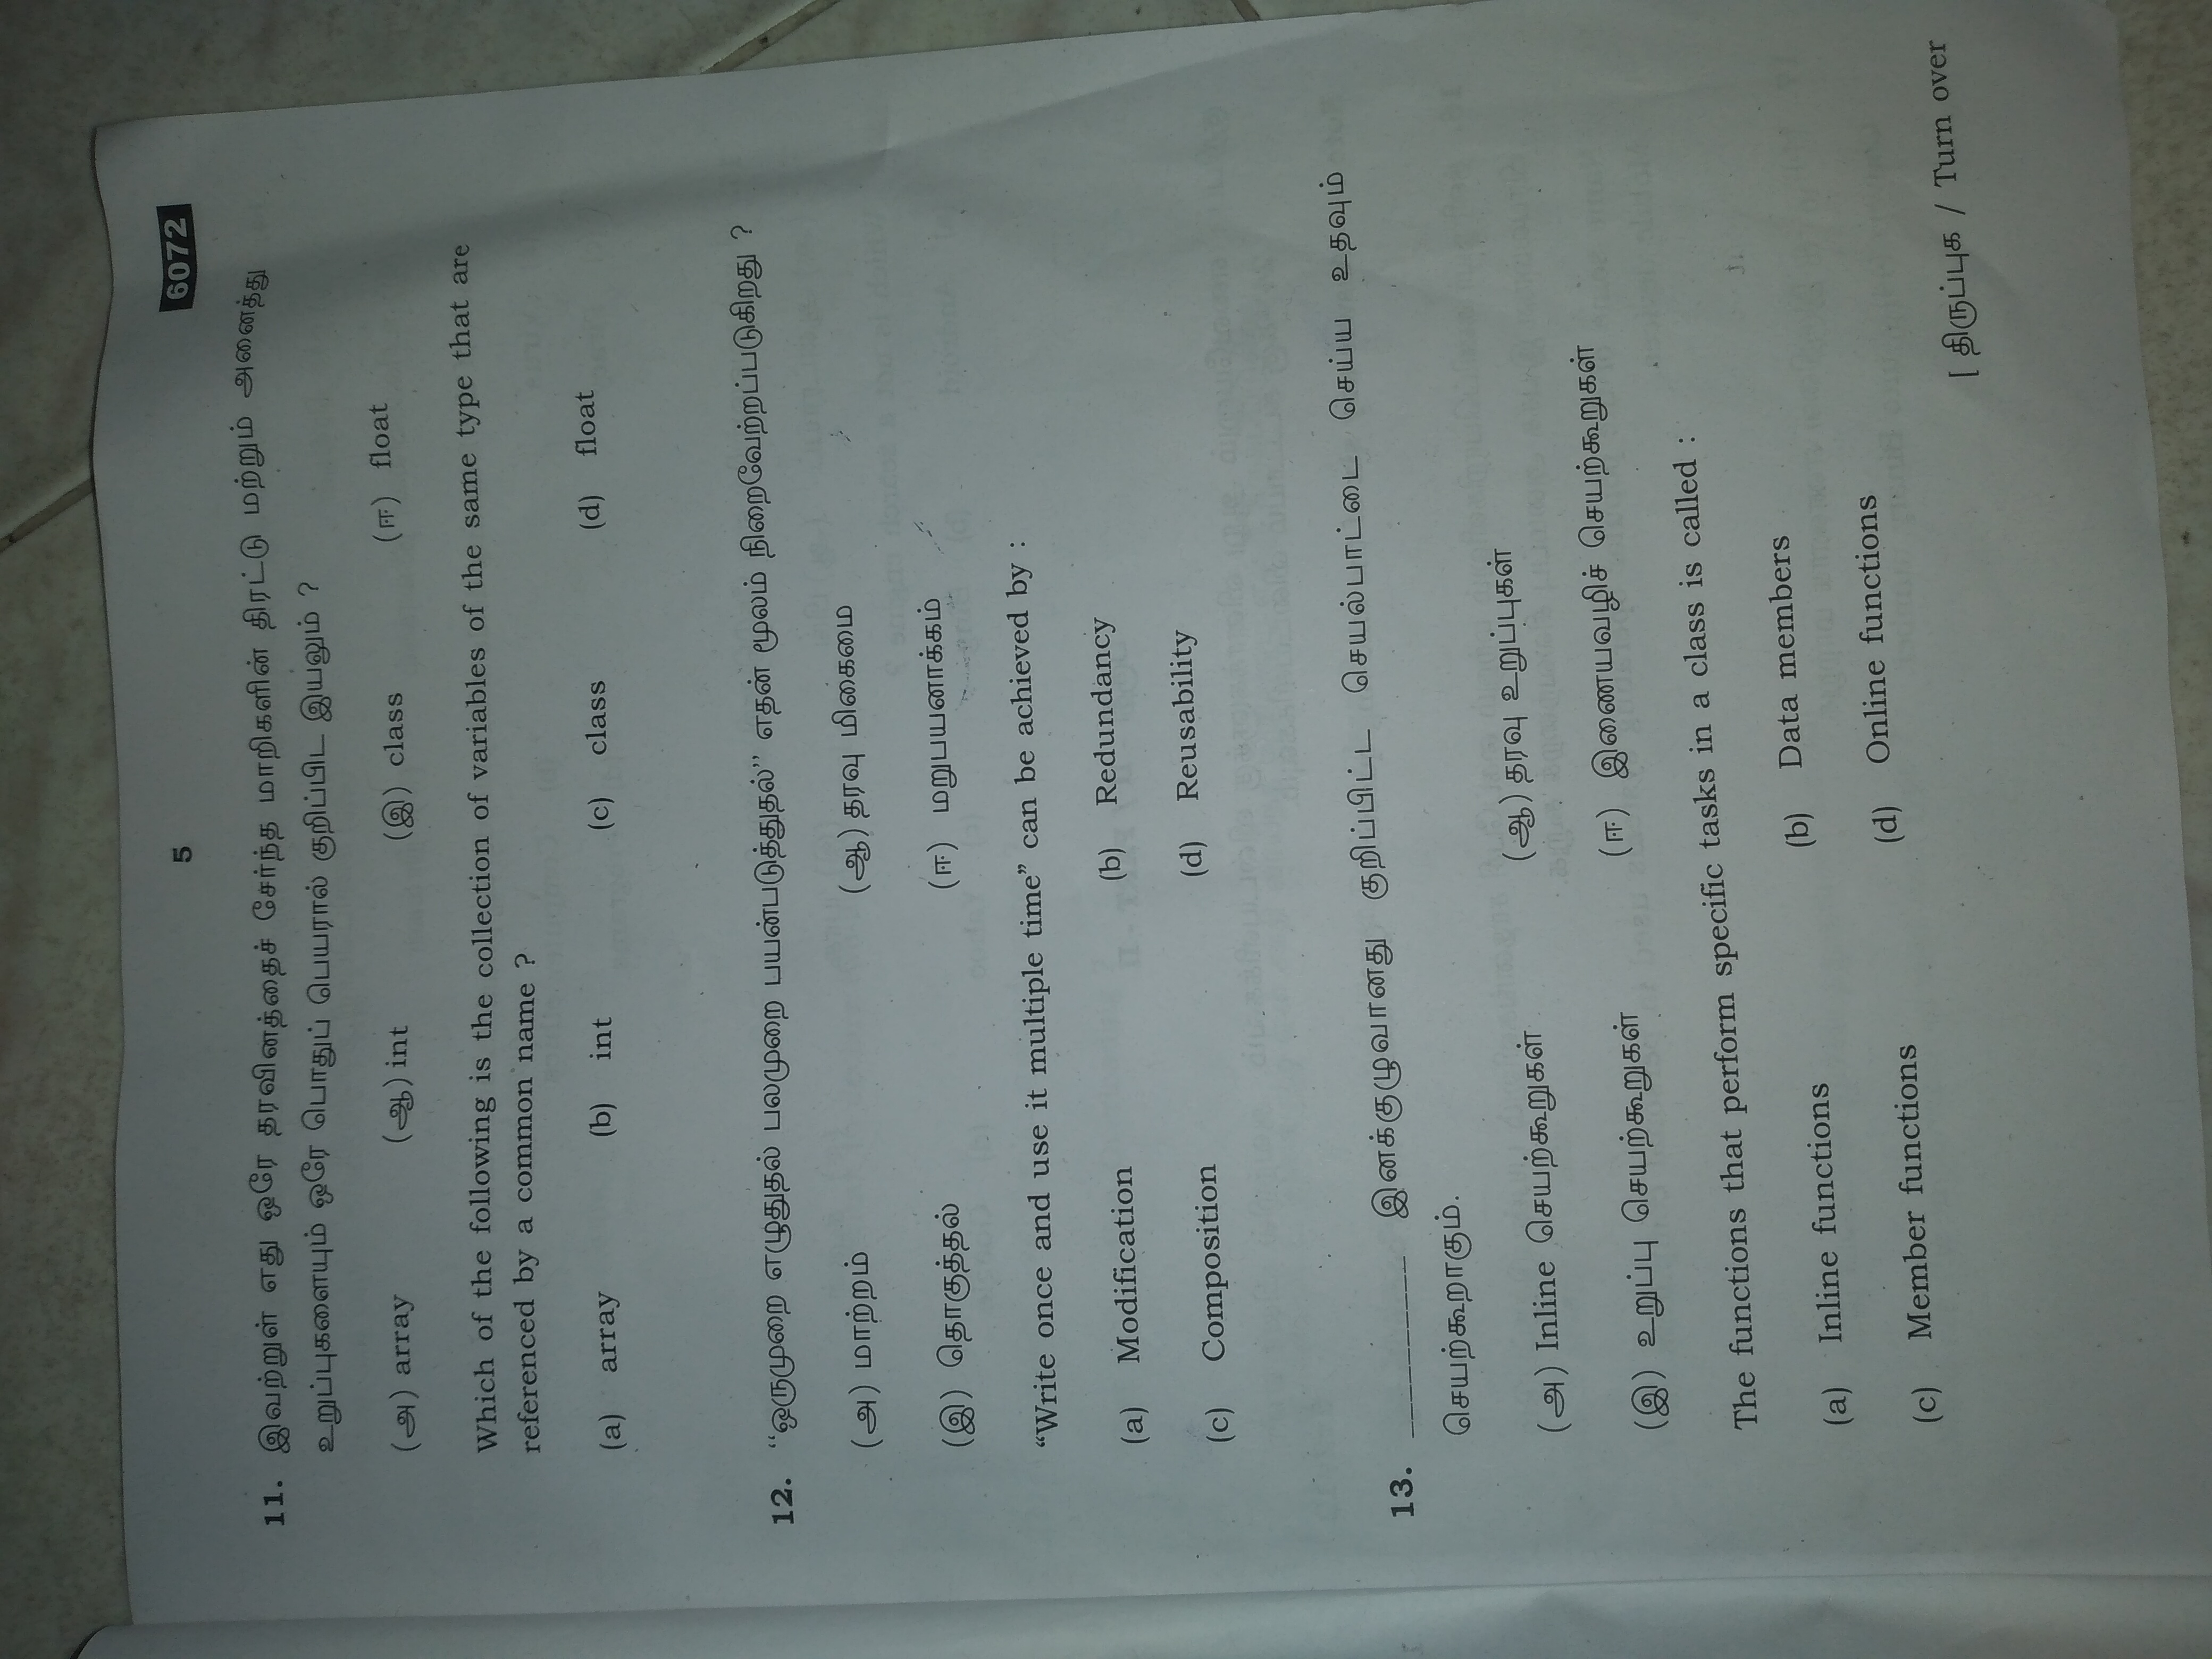 5
6072
11. இவற்றுள் எது ஒரே தரவினத்தைச் சேர்ந்த மாறிகளின் திரட்டு மற்றும் அனைத்து
உறுப்புகளையும் ஒரே பொதுப் பெயரால் குறிப்பிட இயலும் ?
(அ) array (ஆ) int (இ) class (ஈ) float
Which of the following is the collection of variables of the same type that are
referenced by a common name ?
(a) array (b) int (c) class (d) float
12. “ஒருமுறை எழுதுதல் பலமுறை பயன்படுத்துதல்” எதன் மூலம் நிறைவேற்றப்படுகிறது ?
(அ) மாற்றம் (ஆ) தரவு மிகைமை
(இ) தொகுத்தல் (ஈ) மறுபயனாக்கம்
“Write once and use it multiple time” can be achieved by :
(a) Modification (b) Redundancy
(c) Composition (d) Reusability
13. __________ இனக்குழுவானது குறிப்பிட்ட செயல்பாட்டை செய்ய உதவும்
செயற்கூறாகும்.
(அ) Inline செயற்கூறுகள் (ஆ) தரவு உறுப்புகள்
(இ) உறுப்பு செயற்கூறுகள் (ஈ) இணையவழிச் செயற்கூறுகள்
The functions that perform specific tasks in a class is called :
(a) Inline functions (b) Data members
(c) Member functions (d) Online functions
[ திருப்புக / Turn over